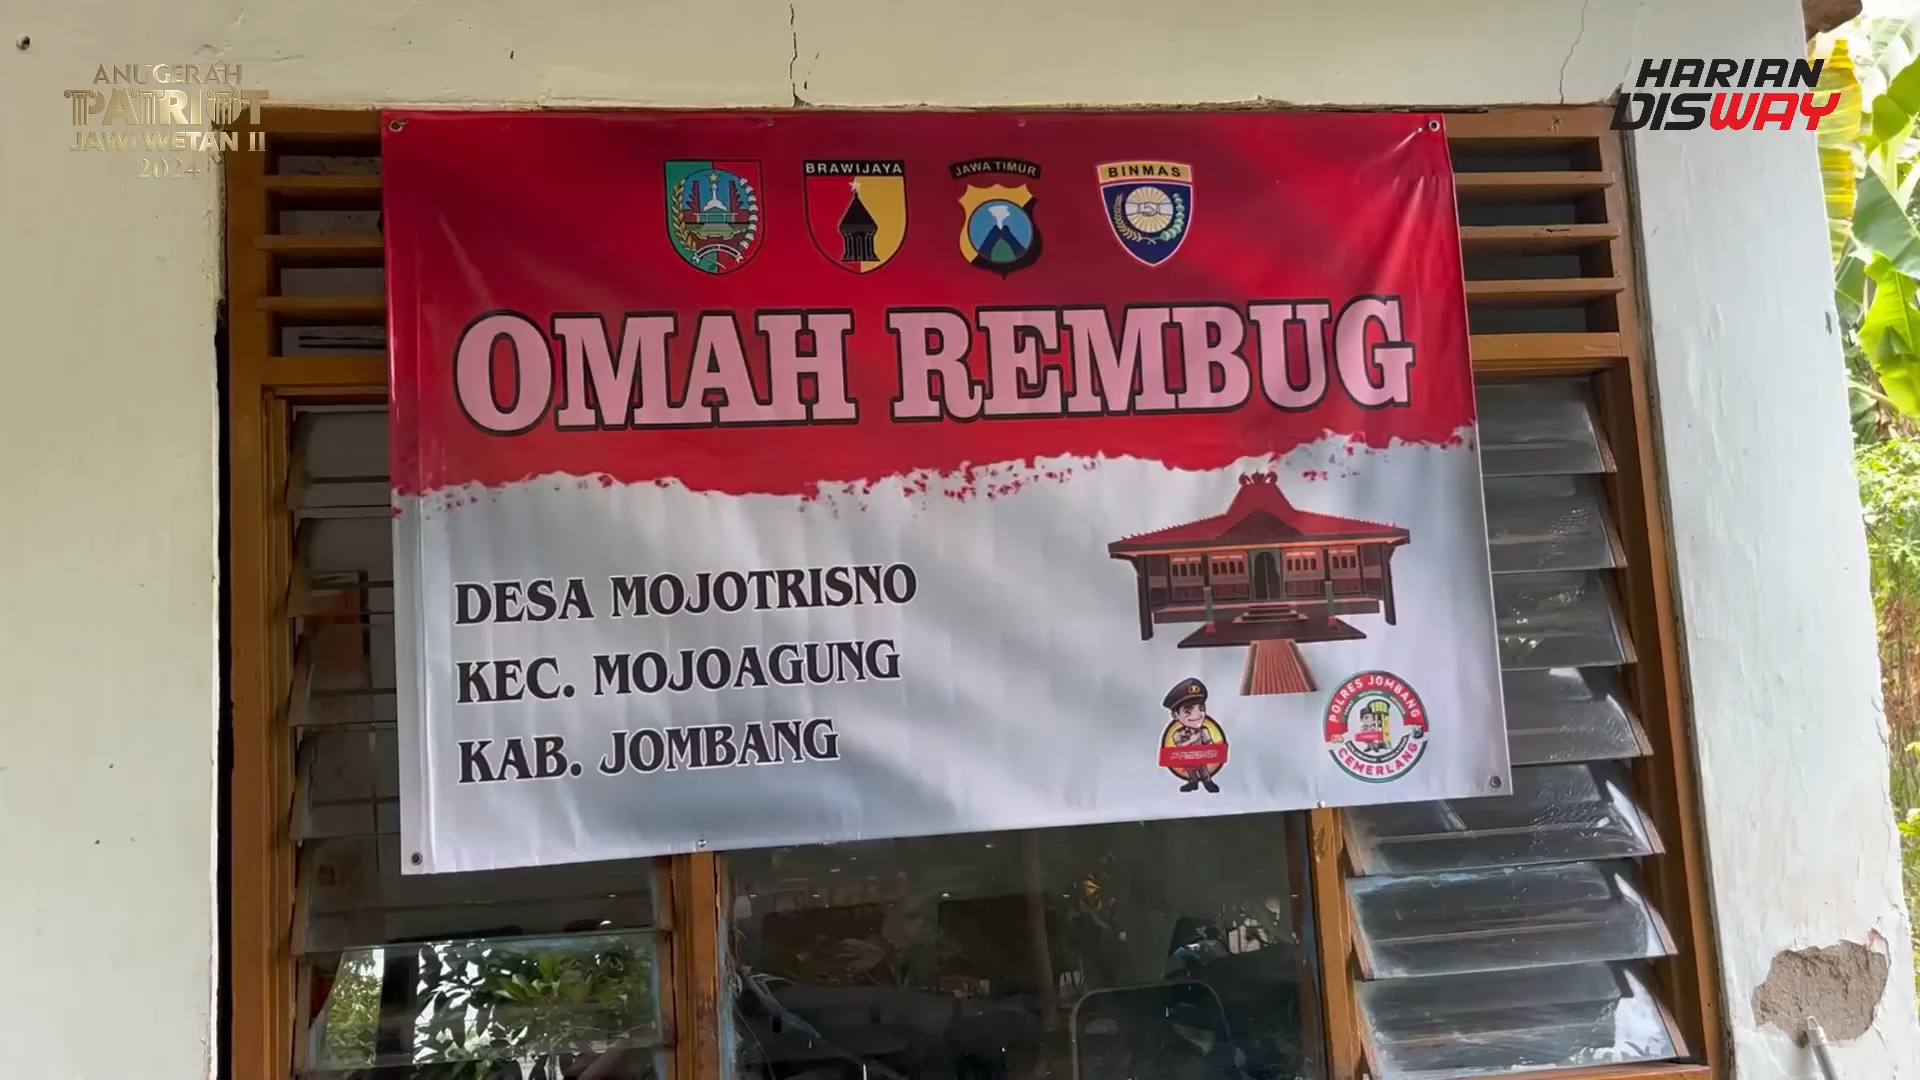 ANUGERAH
PATRIOT
JAWI WETAN II
2024
HARIAN
DISWAY
BRAWIJAYA
JAWA TIMUR
BINMAS
OMAH REMBUG
DESA MOJOTRISNO
KEC. MOJOAGUNG
KAB. JOMBANG
PRESISI
POLRES JOMBANG
CEMERLANG